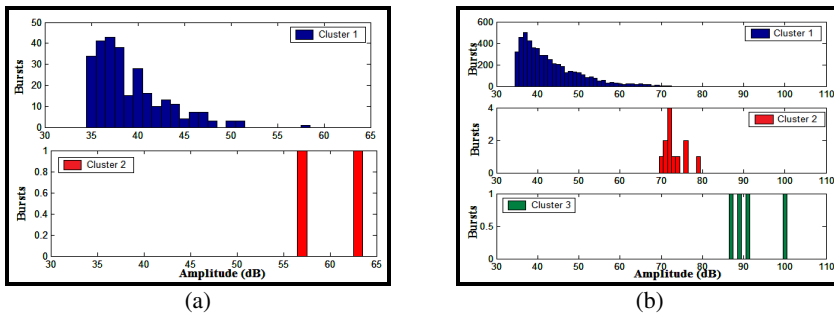 50
40
30
20
10
0
Bursts
Cluster 1
30 35 40 45 50 55 60 65
1
0.8
0.6
0.4
0.2
0
Bursts
Cluster 2
30 35 40 45 50 55 60 65
Amplitude (dB)
(a)
600
400
200
0
Bursts
Cluster 1
30 40 50 60 70 80 90 100 110
4
2
0
Bursts
Cluster 2
30 40 50 60 70 80 90 100 110
1
0.5
0
Bursts
Cluster 3
30 40 50 60 70 80 90 100 110
Amplitude (dB)
(b)